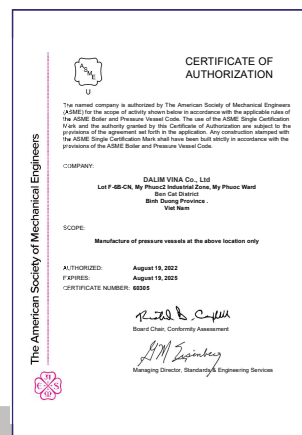 CERTIFICATE OF
AUTHORIZATION
ASME
U
The named company is authorized by The American Society of Mechanical Engineers
(ASME) for the scope of activity shown below in accordance with the applicable rules of
the ASME Boiler and Pressure Vessel Code. The use of the ASME Single Certification
Mark and the authority granted by this Certificate of Authorization are subject to the
provisions of the agreement set forth in the application. Any construction stamped with
the ASME Single Certification Mark shall have been built strictly in accordance with the
provisions of the ASME Boiler and Pressure Vessel Code.
COMPANY:
DALIM VINA Co., Ltd
Lot F-6B-CN, My Phuoc2 Industrial Zone, My Phuoc Ward
Ben Cat District
Binh Duong Province .
Viet Nam
SCOPE:
Manufacture of pressure vessels at the above location only
AUTHORIZED: August 19, 2022
EXPIRES: August 19, 2025
CERTIFICATE NUMBER: 60305
Board Chair, Conformity Assessment
Managing Director, Standards & Engineering Services
The American Society of Mechanical Engineers